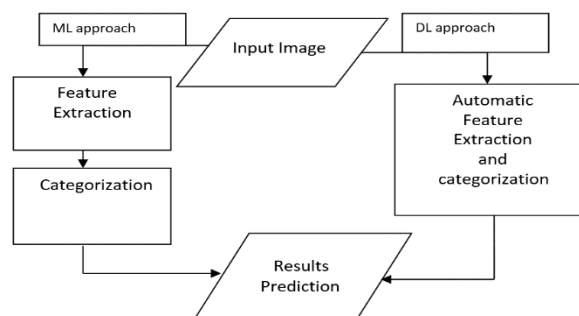 ML approach
Input Image
DL approach
Feature
Extraction
Automatic
Feature
Extraction
and
categorization
Categorization
Results
Prediction